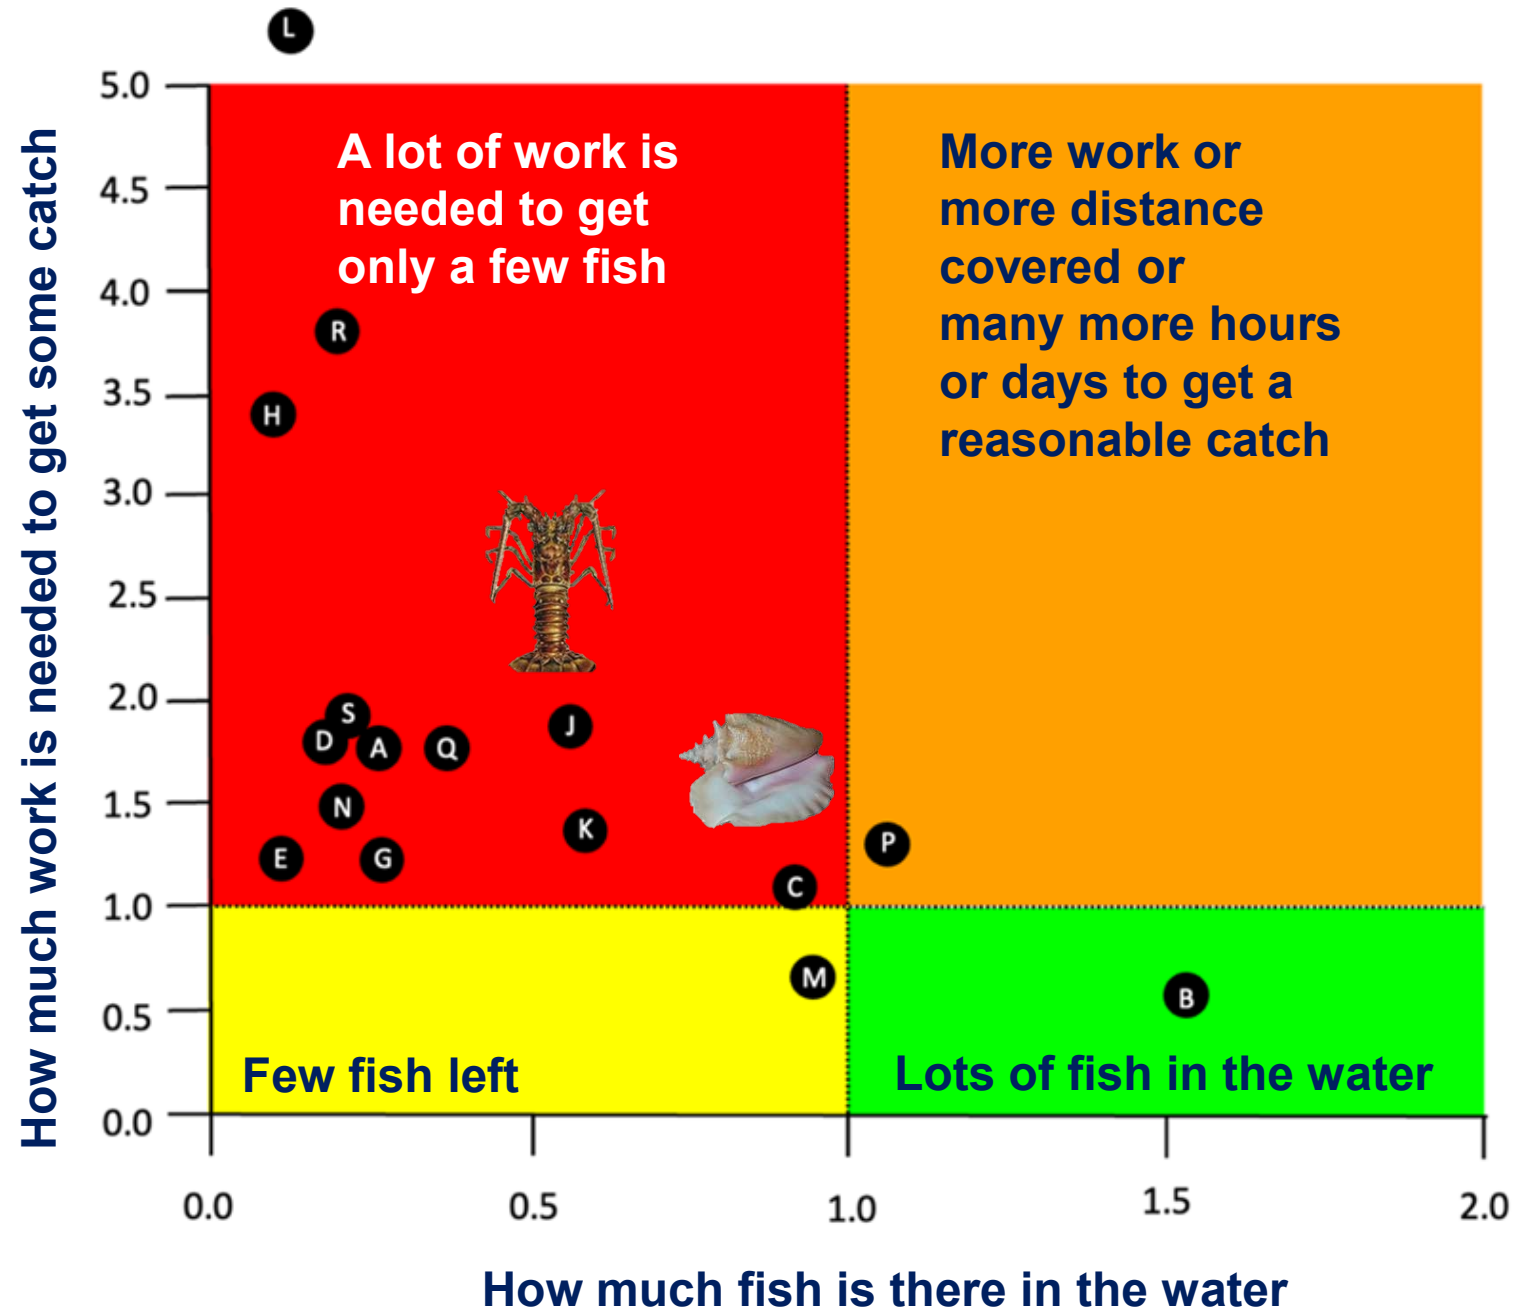 L
5.0
A lot of work is
needed to get
only a few fish
More work or
more distance
covered or
many more hours
or days to get a
reasonable catch
4.5
4.0
R
3.5
H
3.0
2.5
2.0
S
D
A
Q
J
1.5
N
K
P
E
G
C
1.0
M
B
0.5
Few fish left
Lots of fish in the water
0.0
How much work is needed to get some catch
0.0
0.5
1.0
1.5
2.0
How much fish is there in the water